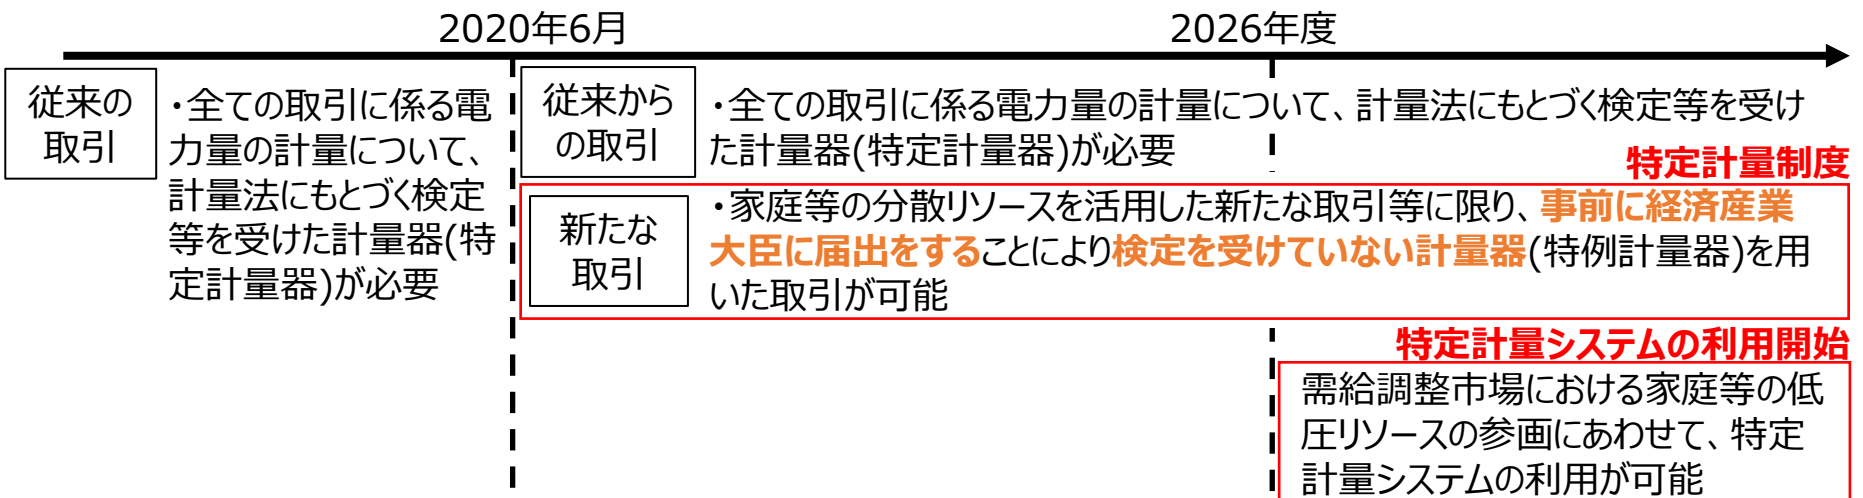 2020年6月
2026年度
従来の
取引
・全ての取引に係る電
力量の計量について、
計量法にもとづく検定
等を受けた計量器(特
定計量器)が必要
従来から
の取引
・全ての取引に係る電力量の計量について、計量法にもとづく検定等を受け
た計量器(特定計量器)が必要
特定計量制度
新たな
取引
・家庭等の分散リソースを活用した新たな取引等に限り、事前に経済産業
大臣に届出をすることにより検定を受けていない計量器(特例計量器)を用
いた取引が可能
特定計量システムの利用開始
需給調整市場における家庭等の低
圧リソースの参画にあわせて、特定
計量システムの利用が可能